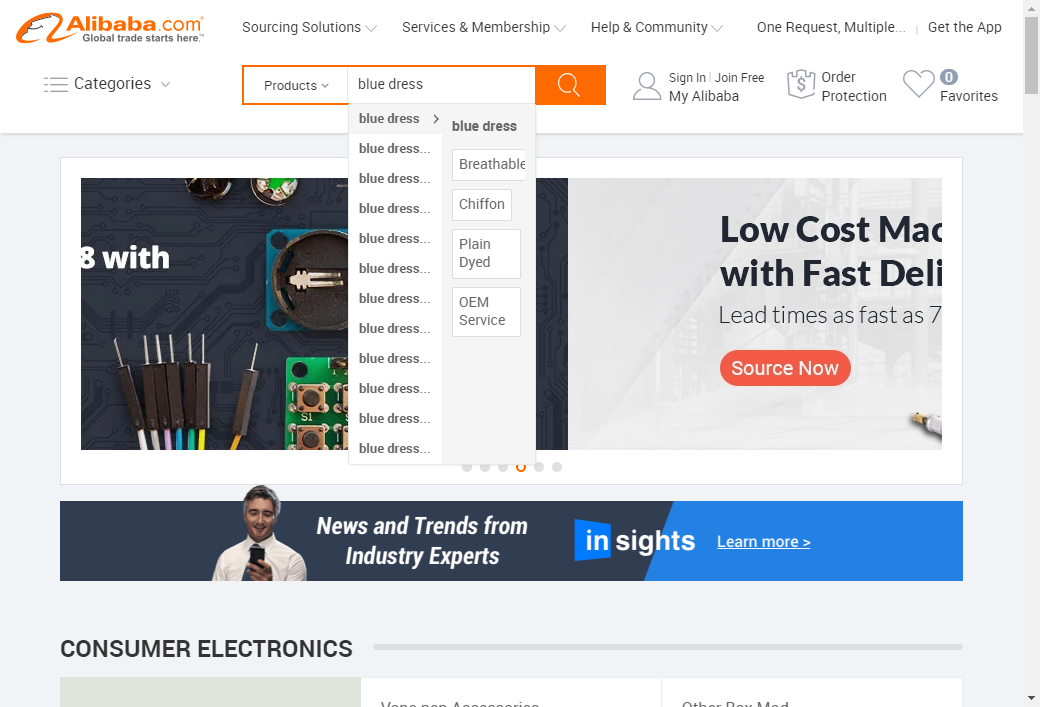 Alibaba.com
Global trade starts here.™
Sourcing Solutions
Services & Membership
Help & Community
One Request, Multiple...
Get the App
Categories
Products
blue dress
Sign In
Join Free
My Alibaba
Order
Protection
0
Favorites
blue dress
blue dress...
blue dress...
blue dress...
blue dress...
blue dress...
blue dress...
blue dress...
blue dress...
blue dress...
blue dress...
blue dress...
blue dress
Breathable
Chiffon
Plain
Dyed
OEM
Service
8 with
S1
Low Cost Mac
with Fast Deli
Lead times as fast as 7
Source Now
News and Trends from
Industry Experts
in sights
Learn more >
CONSUMER ELECTRONICS
Vape pen Accessories
Other Box Mod